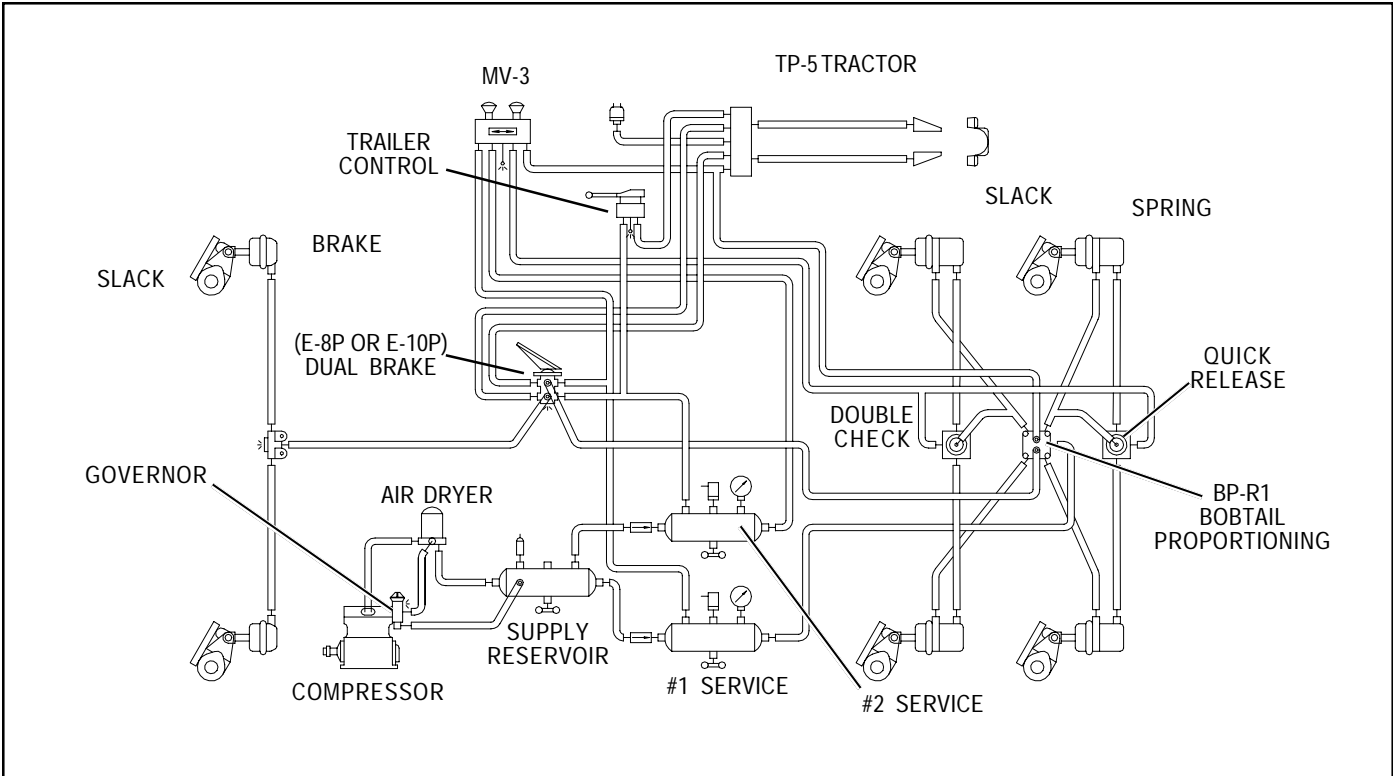 TP-5 TRACTOR
MV-3
TRAILER
CONTROL
SLACK
SPRING
BRAKE
SLACK
(E-8P OR E-10P)
DUAL BRAKE
QUICK
RELEASE
DOUBLE
CHECK
GOVERNOR
AIR DRYER
BP-R1
BOBTAIL
PROPORTIONING
SUPPLY
RESERVOIR
COMPRESSOR
#1 SERVICE
#2 SERVICE